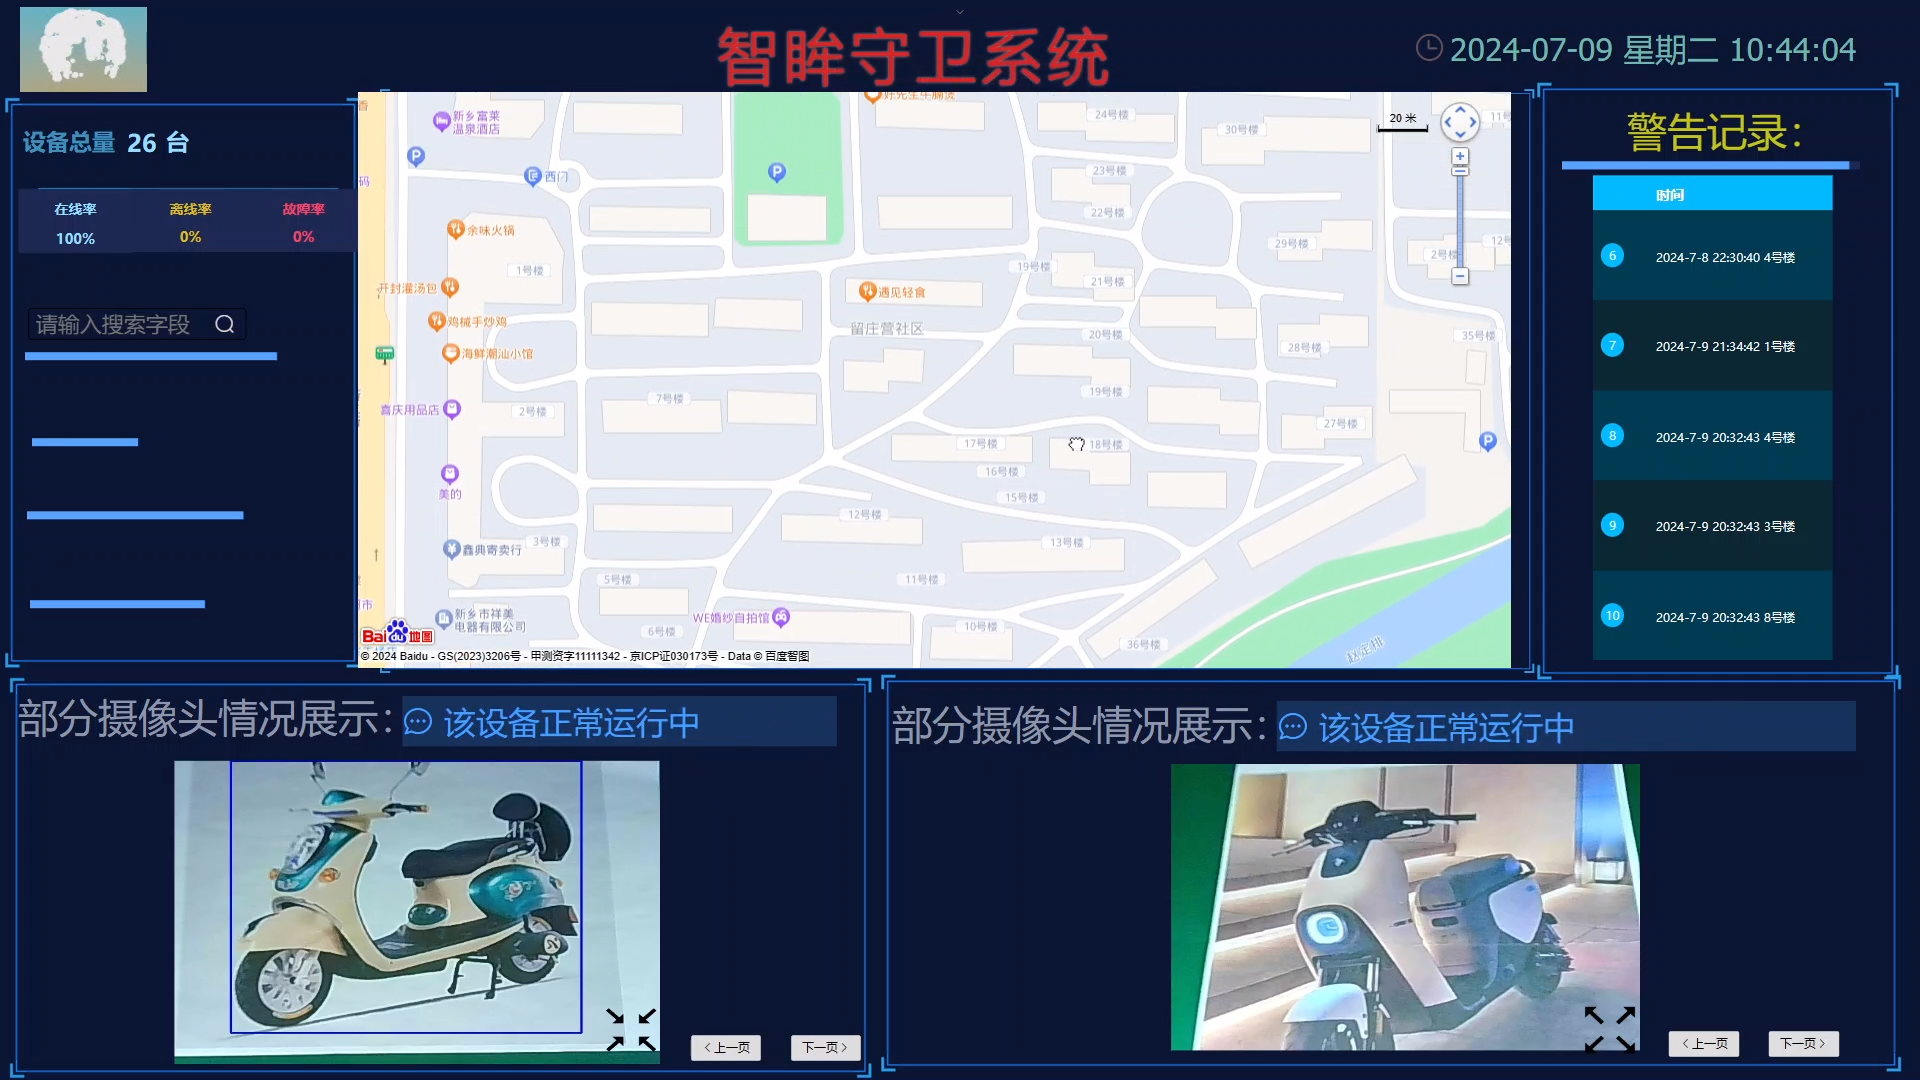 智眸守卫系统
2024-07-09 星期二 10:44:04
设备总量 26 台
在线率 离线率 故障率
100% 0% 0%
请输入搜索字段
新乡富莱
温泉酒店
P
西门
余味火锅
1号楼
开封灌汤包
鸡械手炒鸡
海鲜潮汕小馆
喜庆用品店
2号楼
美的
鑫典寄卖行
3号楼
新乡市祥美
电器有限公司
5号楼
6号楼
7号楼
P
遇见轻食
留庄营社区
WE婚纱自拍馆
10号楼
11号楼
12号楼
13号楼
15号楼
16号楼
17号楼
18号楼
19号楼
20号楼
21号楼
19号楼
22号楼
23号楼
24号楼
30号楼
29号楼
28号楼
27号楼
35号楼
36号楼
2号楼
P
20 米
Baidu地图
© 2024 Baidu - GS(2023)3206号 - 甲测资字11111342 - 京ICP证030173号 - Data © 百度智图
警告记录：
时间
6 2024-7-8 22:30:40 4号楼
7 2024-7-9 21:34:42 1号楼
8 2024-7-9 20:32:43 4号楼
9 2024-7-9 20:32:43 3号楼
10 2024-7-9 20:32:43 8号楼
部分摄像头情况展示： 该设备正常运行中
上一页 下一页
部分摄像头情况展示： 该设备正常运行中
上一页 下一页